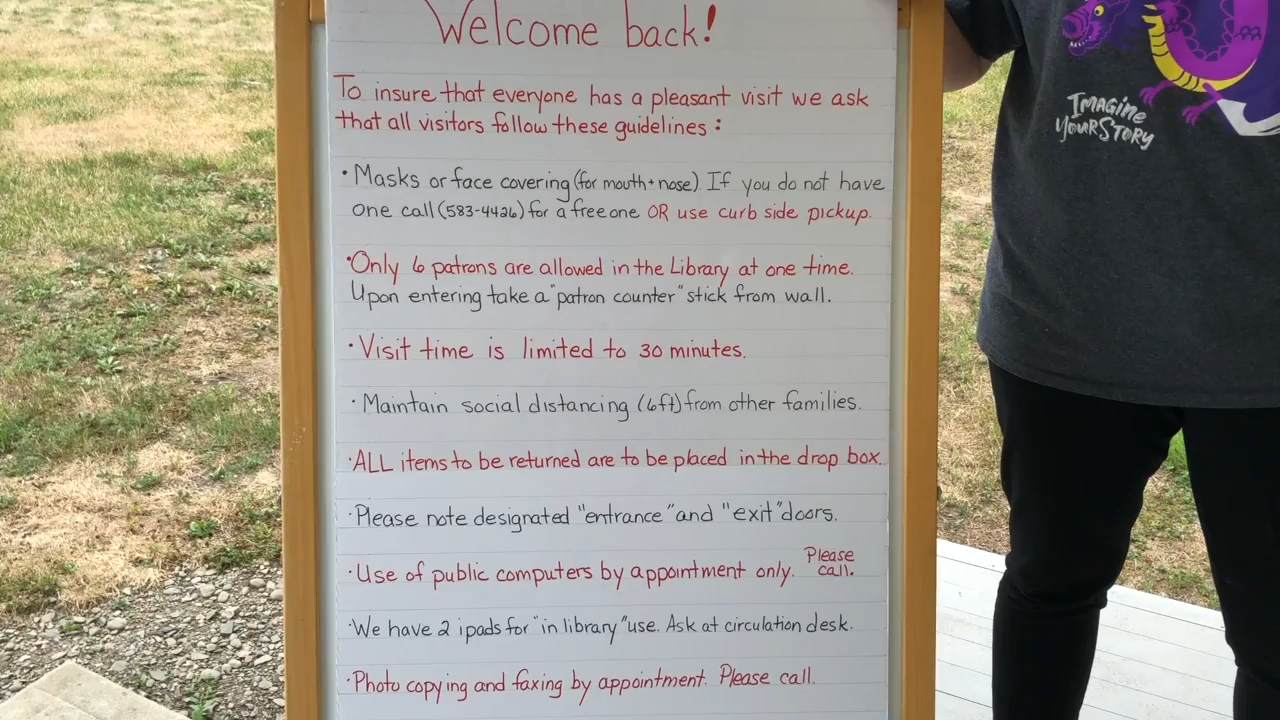 Welcome back!
To insure that everyone has a pleasant visit we ask
that all visitors follow these guidelines:
• Masks or face covering (for mouth + nose). If you do not have
one call (583-4426) for a free one OR use curb side pickup.
• Only 6 patrons are allowed in the Library at one time.
Upon entering take a "patron counter" stick from wall.
• Visit time is limited to 30 minutes.
• Maintain social distancing (6ft) from other families.
• ALL items to be returned are to be placed in the drop box.
• Please note designated "entrance" and "exit" doors.
• Use of public computers by appointment only. Please call.
• We have 2 ipads for "in library" use. Ask at circulation desk.
• Photo copying and faxing by appointment. Please call.
IMAGINE
YOUR STORY